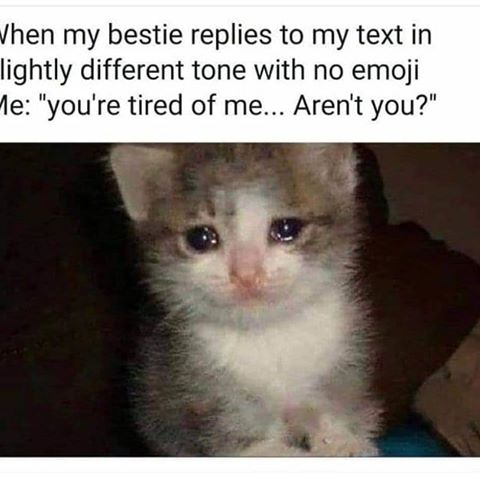 Vhen my bestie replies to my text in
lightly different tone with no emoji
Me: "you're tired of me... Aren't you?"